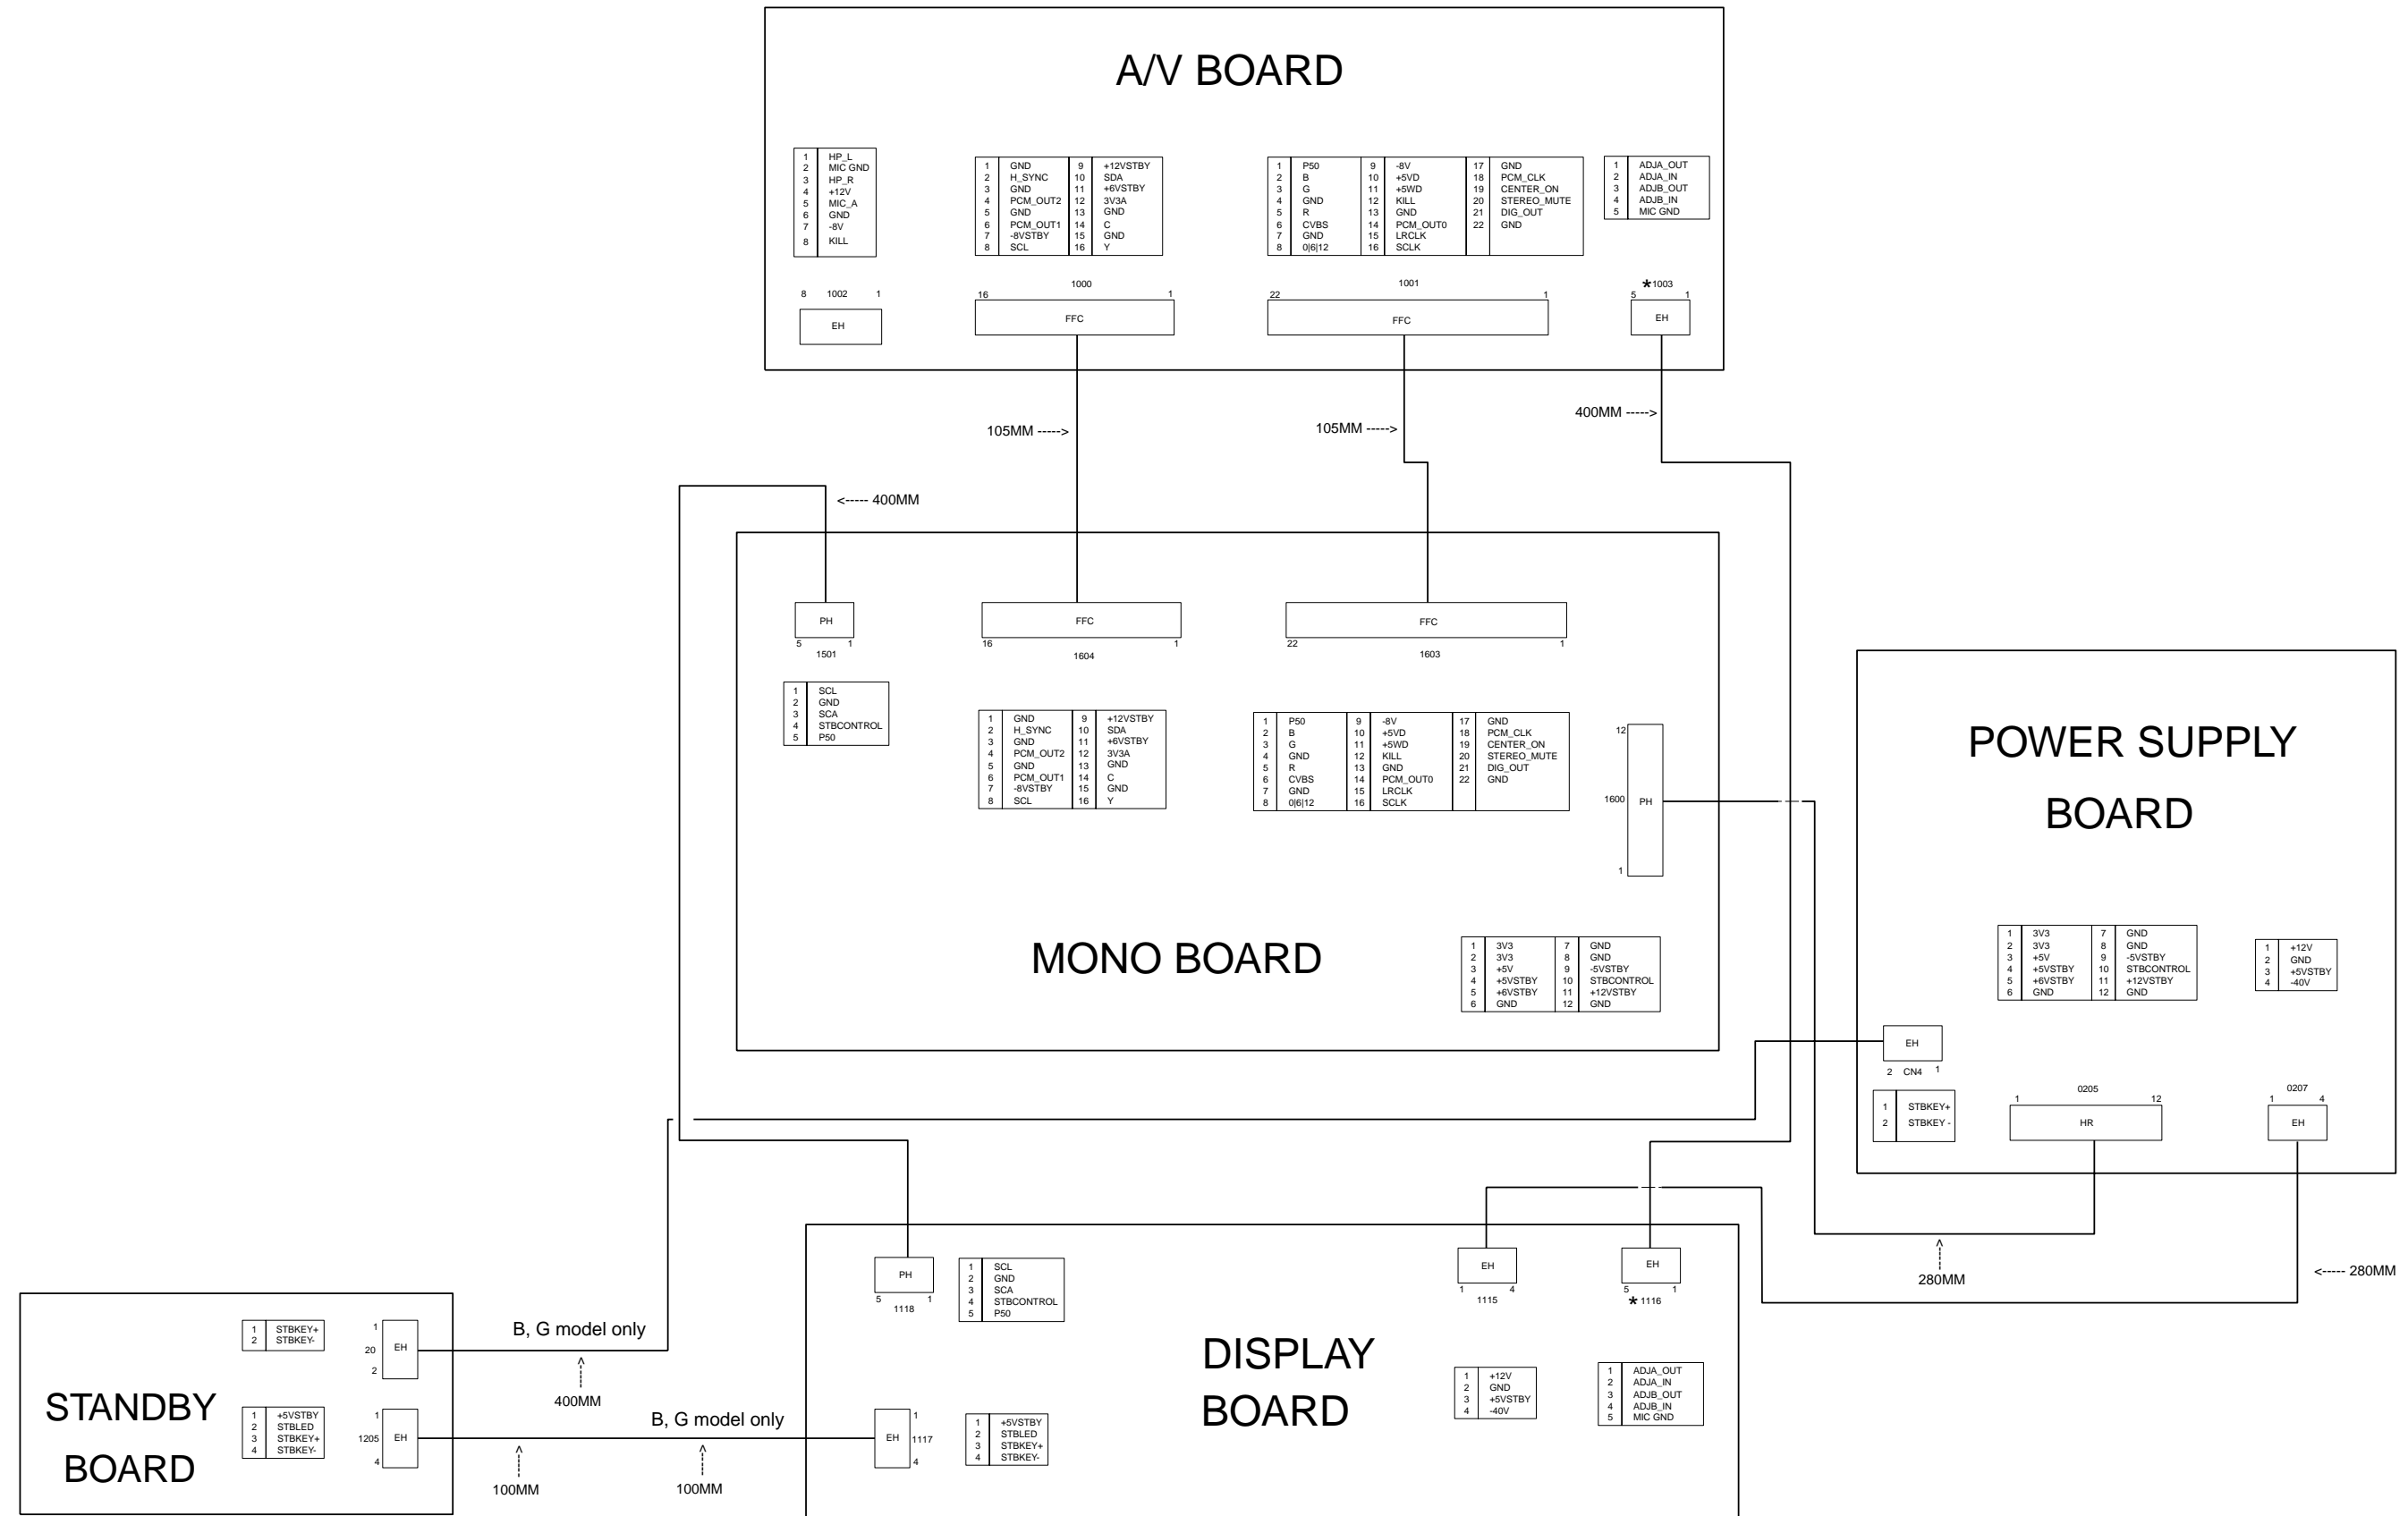 A/V BOARD
1 HP_L
2 MIC GND
3 HP_R
4 +12V
5 MIC_A
6 GND
7 -8V
8 KILL
1 GND 9 +12VSTBY
2 H_SYNC 10 SDA
3 GND 11 +6VSTBY
4 PCM_OUT2 12 3V3A
5 GND 13 GND
6 PCM_OUT1 14 C
7 -8VSTBY 15 GND
8 SCL 16 Y
1 P50 9 -8V 17 GND
2 B 10 +5VD 18 PCM_CLK
3 G 11 +5WD 19 CENTER_ON
4 GND 12 KILL 20 STEREO_MUTE
5 R 13 GND 21 DIG_OUT
6 CVBS 14 PCM_OUT0 22 GND
7 GND 15 LRCLK
8 0|6|12 16 SCLK
1 ADJA_OUT
2 ADJA_IN
3 ADJB_OUT
4 ADJB_IN
5 MIC GND
8 1002 1
EH
1000
16 1
FFC
1001
22 1
FFC
*1003
5 1
EH
105MM ----->
105MM ----->
400MM ----->
<----- 400MM
PH
5 1
1501
FFC
16 1
1604
FFC
22 1
1603
1 SCL
2 GND
3 SCA
4 STBCONTROL
5 P50
1 GND 9 +12VSTBY
2 H_SYNC 10 SDA
3 GND 11 +6VSTBY
4 PCM_OUT2 12 3V3A
5 GND 13 GND
6 PCM_OUT1 14 C
7 -8VSTBY 15 GND
8 SCL 16 Y
1 P50 9 -8V 17 GND
2 B 10 +5VD 18 PCM_CLK
3 G 11 +5WD 19 CENTER_ON
4 GND 12 KILL 20 STEREO_MUTE
5 R 13 GND 21 DIG_OUT
6 CVBS 14 PCM_OUT0 22 GND
7 GND 15 LRCLK
8 0|6|12 16 SCLK
12
1600 PH
1
MONO BOARD
1 3V3 7 GND
2 3V3 8 GND
3 +5V 9 -5VSTBY
4 +5VSTBY 10 STBCONTROL
5 +6VSTBY 11 +12VSTBY
6 GND 12 GND
POWER SUPPLY
BOARD
1 3V3 7 GND
2 3V3 8 GND
3 +5V 9 -5VSTBY
4 +5VSTBY 10 STBCONTROL
5 +6VSTBY 11 +12VSTBY
6 GND 12 GND
1 +12V
2 GND
3 +5VSTBY
4 -40V
EH
2 CN4 1
1 STBKEY+
2 STBKEY -
0205
1 12
HR
0207
1 4
EH
280MM
<----- 280MM
PH
5 1
1118
1 SCL
2 GND
3 SCA
4 STBCONTROL
5 P50
EH
1 4
1115
EH
5 1
*1116
DISPLAY
BOARD
1 +12V
2 GND
3 +5VSTBY
4 -40V
1 ADJA_OUT
2 ADJA_IN
3 ADJB_OUT
4 ADJB_IN
5 MIC GND
1
EH 1117
4
1 +5VSTBY
2 STBLED
3 STBKEY+
4 STBKEY-
B, G model only
400MM
B, G model only
100MM
100MM
1 STBKEY+
2 STBKEY-
1
20 EH
2
STANDBY
BOARD
1 +5VSTBY
2 STBLED
3 STBKEY+
4 STBKEY-
1
1205 EH
4